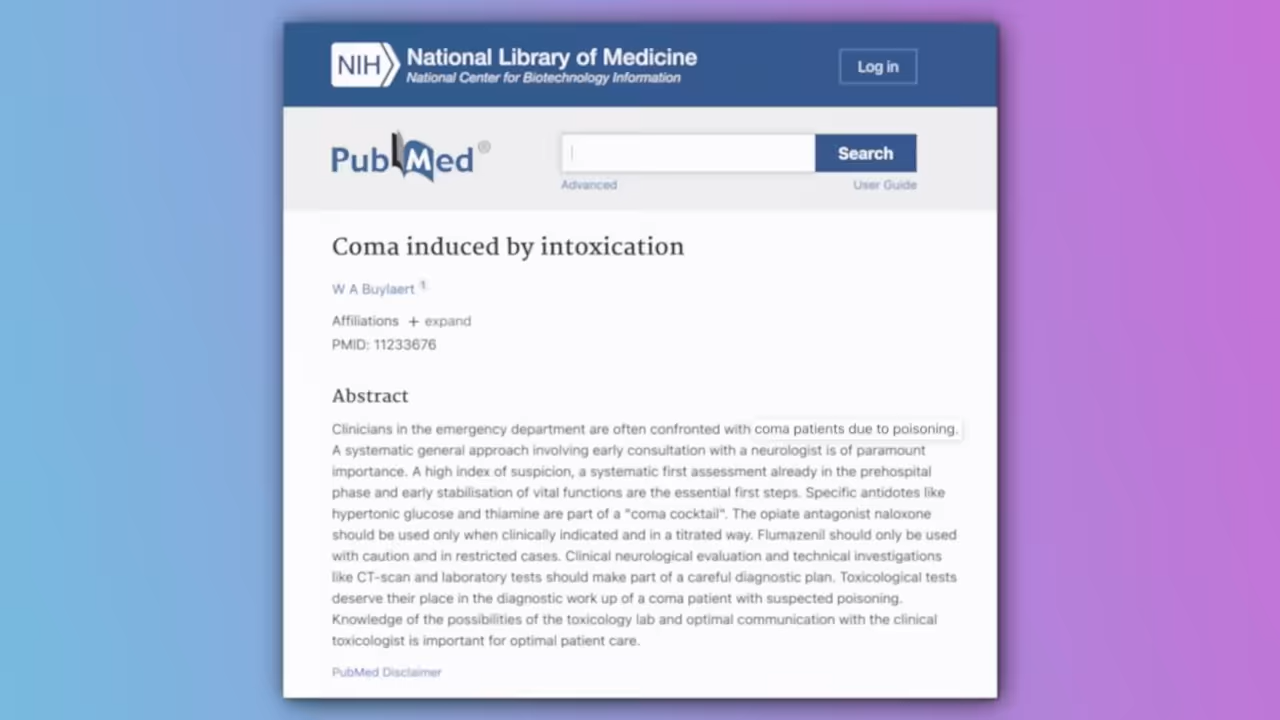 NIH National Library of Medicine
National Center for Biotechnology Information
Log in
PubMed®
Search
Advanced
User Guide
Coma induced by intoxication
W A Buylaert 1
Affiliations + expand
PMID: 11233676
Abstract
Clinicians in the emergency department are often confronted with coma patients due to poisoning.
A systematic general approach involving early consultation with a neurologist is of paramount
importance. A high index of suspicion, a systematic first assessment already in the prehospital
phase and early stabilisation of vital functions are the essential first steps. Specific antidotes like
hypertonic glucose and thiamine are part of a "coma cocktail". The opiate antagonist naloxone
should be used only when clinically indicated and in a titrated way. Flumazenil should only be used
with caution and in restricted cases. Clinical neurological evaluation and technical investigations
like CT-scan and laboratory tests should make part of a careful diagnostic plan. Toxicological tests
deserve their place in the diagnostic work up of a coma patient with suspected poisoning.
Knowledge of the possibilities of the toxicology lab and optimal communication with the clinical
toxicologist is important for optimal patient care.
PubMed Disclaimer